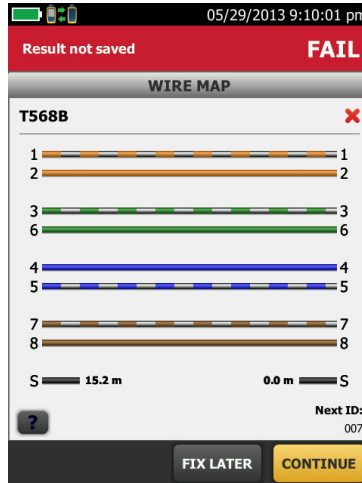 05/29/2013 9:10:01 pm
Result not saved FAIL
WIRE MAP
T568B
1 1
2 2
3 3
6 6
4 4
5 5
7 7
8 8
S 15.2 m 0.0 m S
? Next ID:
007
FIX LATER CONTINUE